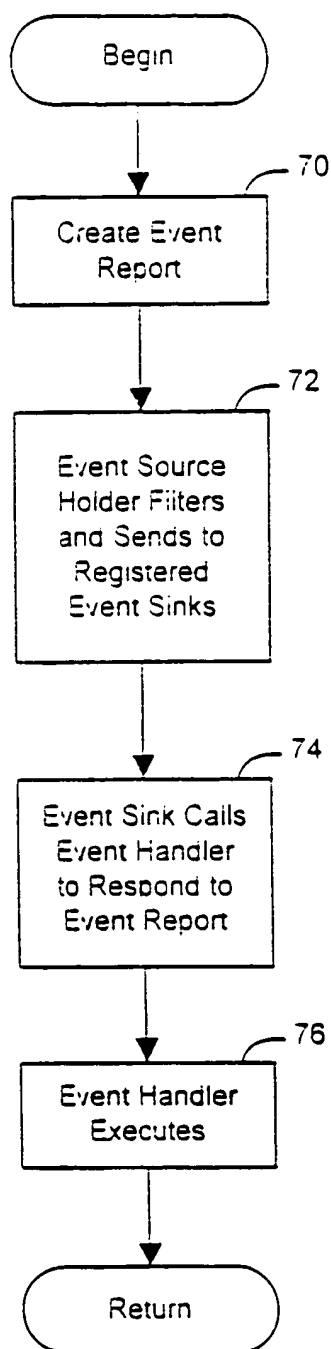 Begin
70
Create Event
Report
72
Event Source
Holder Filters
and Sends to
Registered
Event Sinks
74
Event Sink Calls
Event Handler
to Respond to
Event Report
76
Event Handler
Executes
Return